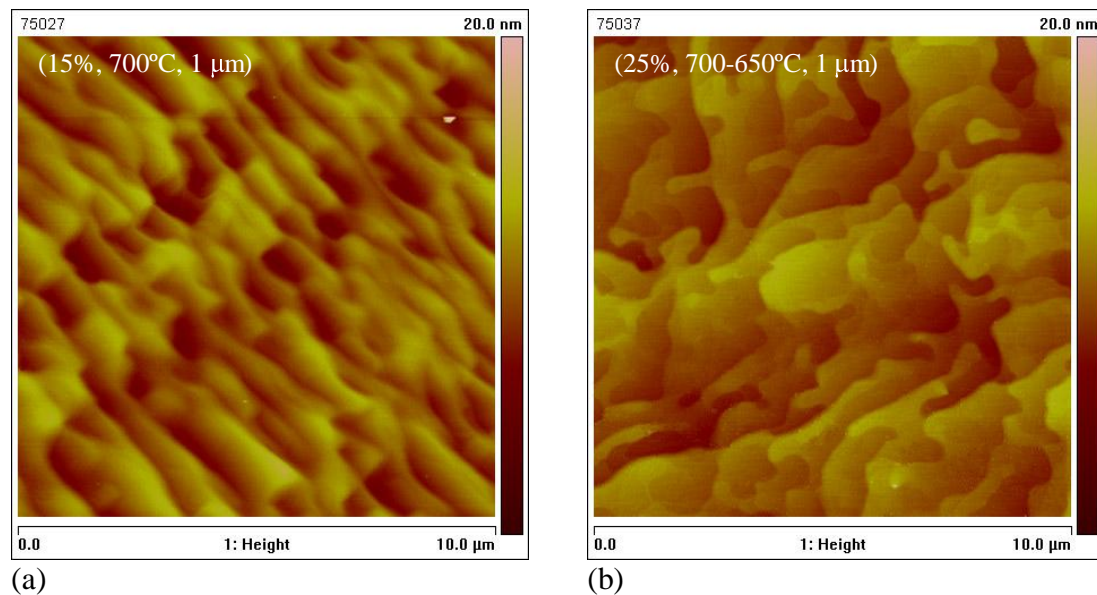 75027 20.0 nm
(15%, 700ºC, 1 μm)
0.0 1: Height 10.0 μm
(a)
75037 20.0 nm
(25%, 700-650ºC, 1 μm)
0.0 1: Height 10.0 μm
(b)